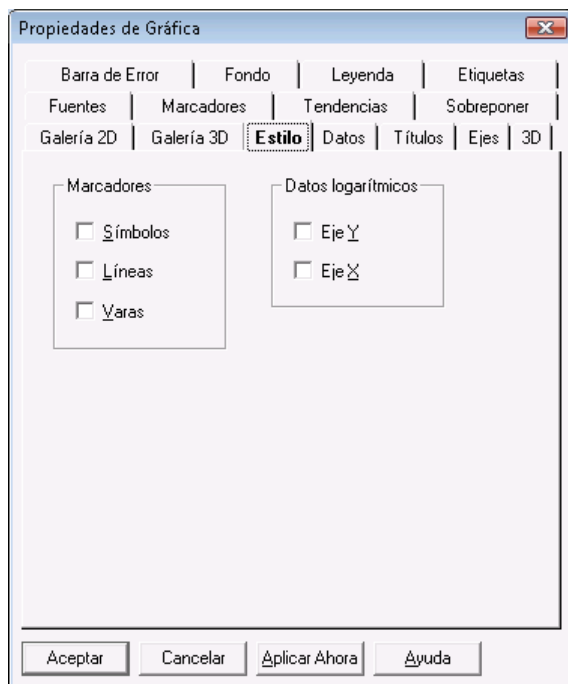 Propiedades de Gráfica
Barra de Error Fondo Leyenda Etiquetas
Fuentes Marcadores Tendencias Sobreponer
Galería 2D Galería 3D Estilo Datos Títulos Ejes 3D
Marcadores
Símbolos
Líneas
Varas
Datos logarítmicos
Eje Y
Eje X
Aceptar Cancelar Aplicar Ahora Ayuda